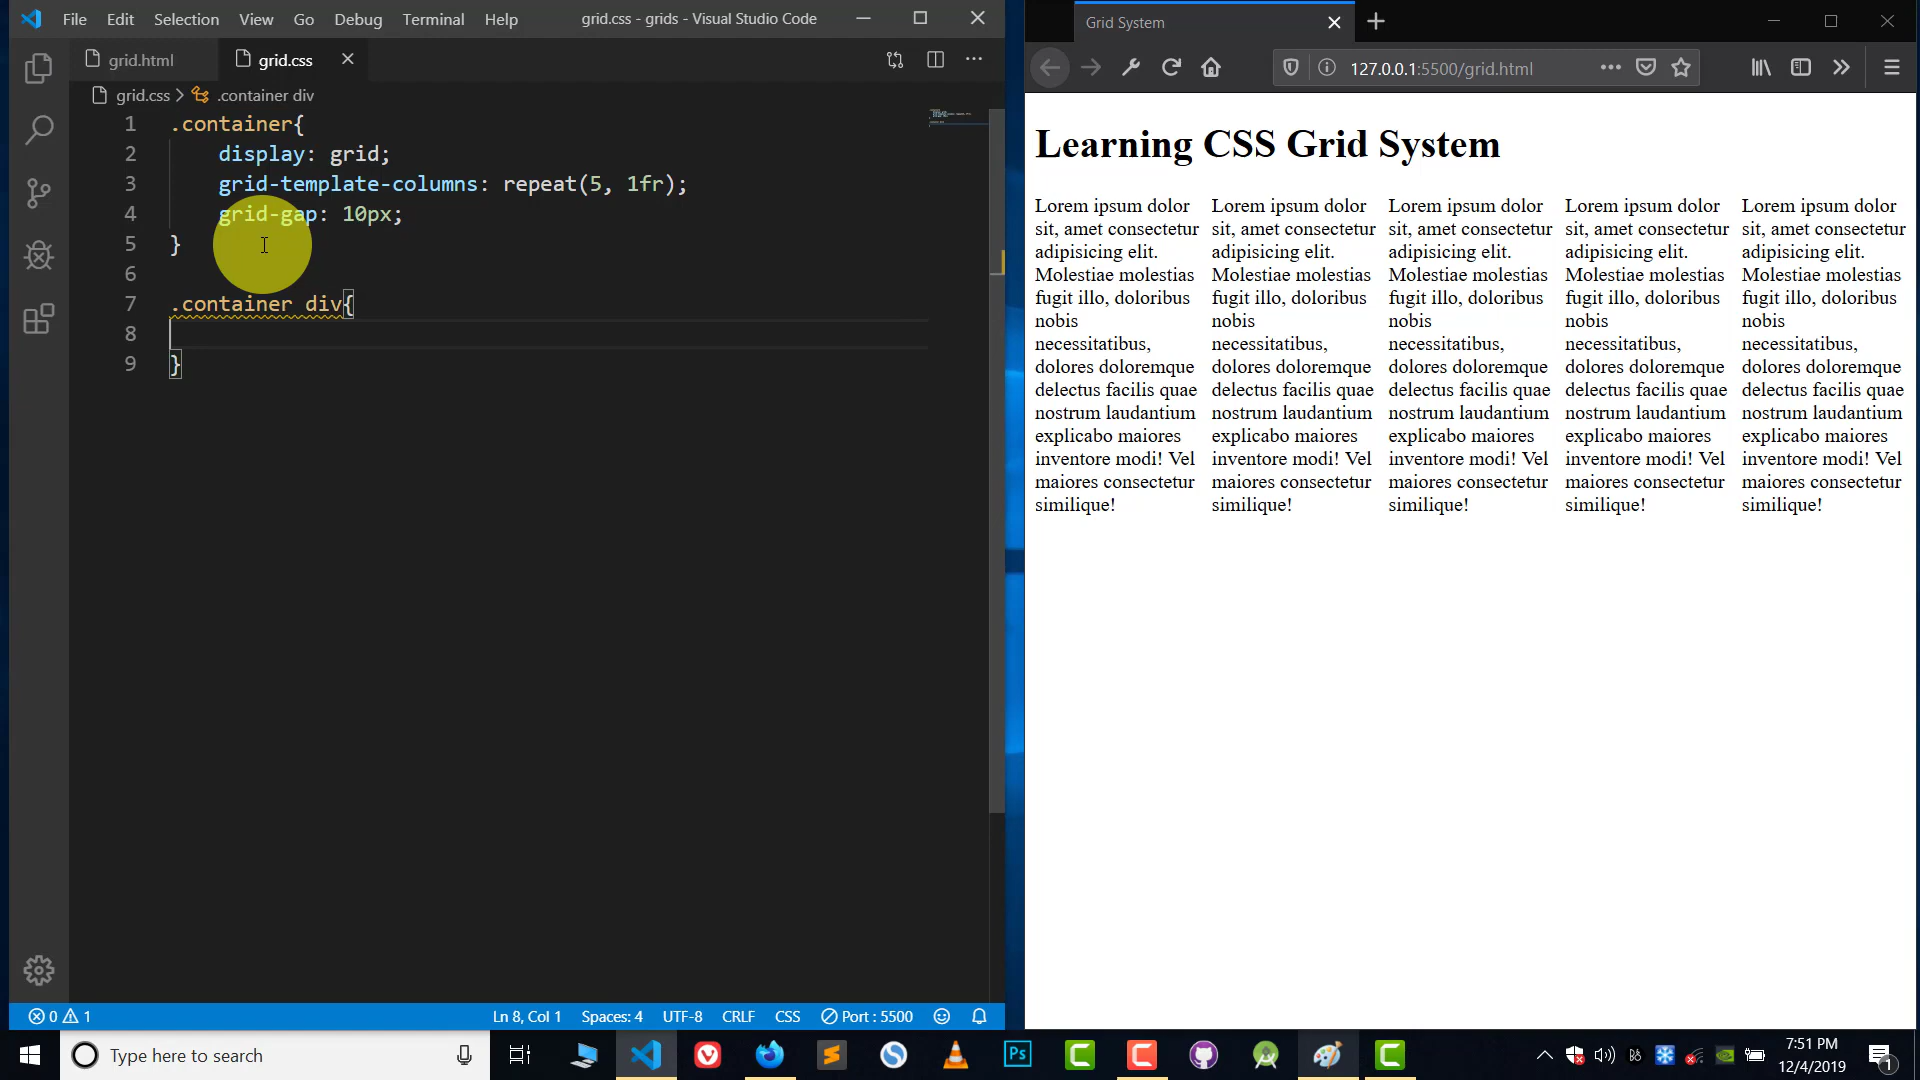 File Edit Selection View Go Debug Terminal Help grid.css - grids - Visual Studio Code
grid.html grid.css
grid.css > .container div
1 .container{
2 display: grid;
3 grid-template-columns: repeat(5, 1fr);
4 grid-gap: 10px;
5 }
6
7 .container div{
8
9 }
0 1 Ln 8, Col 1 Spaces: 4 UTF-8 CRLF CSS Port : 5500
Grid System
127.0.0.1:5500/grid.html
Learning CSS Grid System
Lorem ipsum dolor
sit, amet consectetur
adipisicing elit.
Molestiae molestias
fugit illo, doloribus
nobis
necessitatibus,
dolores doloremque
delectus facilis quae
nostrum laudantium
explicabo maiores
inventore modi! Vel
maiores consectetur
similique!
Lorem ipsum dolor
sit, amet consectetur
adipisicing elit.
Molestiae molestias
fugit illo, doloribus
nobis
necessitatibus,
dolores doloremque
delectus facilis quae
nostrum laudantium
explicabo maiores
inventore modi! Vel
maiores consectetur
similique!
Lorem ipsum dolor
sit, amet consectetur
adipisicing elit.
Molestiae molestias
fugit illo, doloribus
nobis
necessitatibus,
dolores doloremque
delectus facilis quae
nostrum laudantium
explicabo maiores
inventore modi! Vel
maiores consectetur
similique!
Lorem ipsum dolor
sit, amet consectetur
adipisicing elit.
Molestiae molestias
fugit illo, doloribus
nobis
necessitatibus,
dolores doloremque
delectus facilis quae
nostrum laudantium
explicabo maiores
inventore modi! Vel
maiores consectetur
similique!
Lorem ipsum dolor
sit, amet consectetur
adipisicing elit.
Molestiae molestias
fugit illo, doloribus
nobis
necessitatibus,
dolores doloremque
delectus facilis quae
nostrum laudantium
explicabo maiores
inventore modi! Vel
maiores consectetur
similique!
Type here to search
Ps
7:51 PM
12/4/2019
1